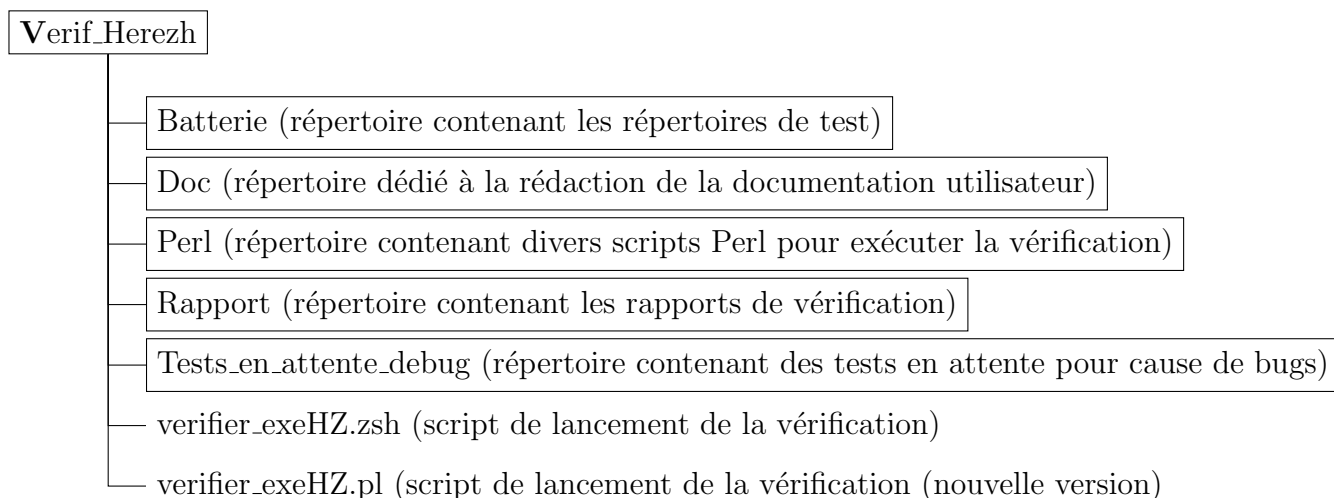 Verif_Herezh
Batterie (répertoire contenant les répertoires de test)
Doc (répertoire dédié à la rédaction de la documentation utilisateur)
Perl (répertoire contenant divers scripts Perl pour exécuter la vérification)
Rapport (répertoire contenant les rapports de vérification)
Tests_en_attente_debug (répertoire contenant des tests en attente pour cause de bugs)
verifier_exeHZ.zsh (script de lancement de la vérification)
verifier_exeHZ.pl (script de lancement de la vérification (nouvelle version)